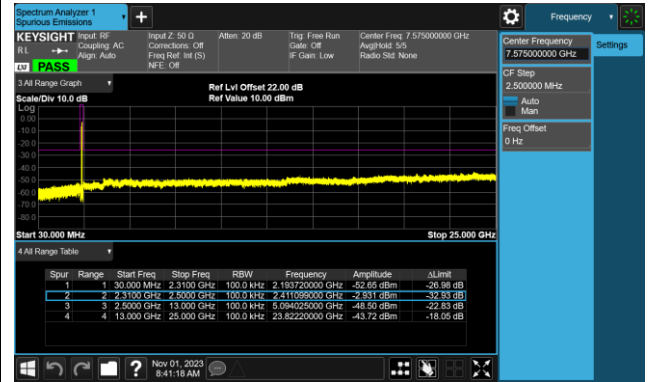 Spectrum Analyzer 1
Spurious Emissions
Frequency
KEYSIGHT Input: RF Input Z: 50 Ω Atten: 20 dB Trig: Free Run Center Freq: 7.575000000 GHz
RL Coupling: AC Corrections: Off Gate: Off Avg|Hold: 5/5
Align: Auto Freq Ref: Int (S) IF Gain: Low Radio Std: None
NFE: Off
LXI PASS
Center Frequency
7.575000000 GHz
Settings
CF Step
2.500000 MHz
Auto
Man
Freq Offset
0 Hz
3 All Range Graph
Ref Lvl Offset 22.00 dB
Scale/Div 10.0 dB Ref Value 10.00 dBm
Log
0.00
-10.0
-20.0
-30.0
-40.0
-50.0
-60.0
-70.0
-80.0
Start 30.000 MHz Stop 25.000 GHz
4 All Range Table
Spur Range Start Freq Stop Freq RBW Frequency Amplitude ΔLimit
1 1 30.000 MHz 2.3100 GHz 100.0 kHz 2.193720000 GHz -52.65 dBm -26.98 dB
2 2 2.3100 GHz 2.5000 GHz 100.0 kHz 2.411099000 GHz -2.931 dBm -32.93 dB
3 3 2.5000 GHz 13.000 GHz 100.0 kHz 5.094025000 GHz -48.50 dBm -22.83 dB
4 4 13.000 GHz 25.000 GHz 100.0 kHz 23.82220000 GHz -43.72 dBm -18.05 dB
Nov 01, 2023
8:41:18 AM